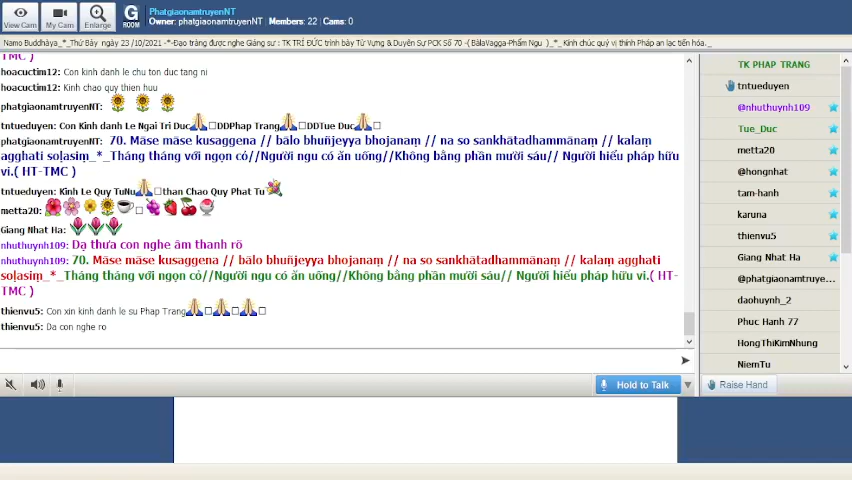 PhatgiaonamtruyenNT
Owner: phatgiaonamtruyenNT | Members: 22 | Cams: 0
View Cam
My Cam
Enlarge
G ROOM
Namo Buddhàya_*_Thứ Bảy ngày 23 /10/2021 -*-Đạo tràng được nghe Giảng sư : TK TRÍ ĐỨC trình bày Từ Vựng & Duyên Sự PCK Số 70 -( BàlaVagga-Phẩm Ngu )_*_ Kính chúc quý vị thính Pháp an lạc tiến hóa._
TMC )
hoacuctim12: Con kinh danh le chu ton duc tang ni
hoacuctim12: Kinh chao quy thien huu
phatgiaonamtruyenNT:
tntueduyen: Con Kinh danh Le Ngai Tri Duc DDPhap Trang DDTue Duc
phatgiaonamtruyenNT: 70. Māse māse kusaggena // bālo bhuñjeyya bhojanaṃ // na so sankhātadhammānaṃ // kalaṃ
agghati soḷasiṃ_*_Tháng tháng với ngọn cỏ//Người ngu có ăn uống//Không bằng phần mười sáu// Người hiểu pháp hữu
vi.( HT-TMC )
tntueduyen: Kinh Le Quy TuNu than Chao Quy Phat Tu
metta20:
Giang Nhat Ha:
nhuthuynh109: Dạ thưa con nghe âm thanh rõ
nhuthuynh109: 70. Māse māse kusaggena // bālo bhuñjeyya bhojanaṃ // na so sankhātadhammānaṃ // kalaṃ agghati
soḷasiṃ_*_Tháng tháng với ngọn cỏ//Người ngu có ăn uống//Không bằng phần mười sáu// Người hiểu pháp hữu vi.( HT-
TMC )
thienvu5: Con xin kinh danh le su Phap Trang
thienvu5: Da con nghe ro
Hold to Talk
TK PHAP TRANG
tntueduyen
@nhuthuynh109
Tue_Duc
metta20
@hongnhat
tam-hanh
karuna
thienvu5
Giang Nhat Ha
@phatgiaonamtruye...
daohuynh_2
Phuc Hanh 77
HongThiKimNhung
NiemTu
Raise Hand